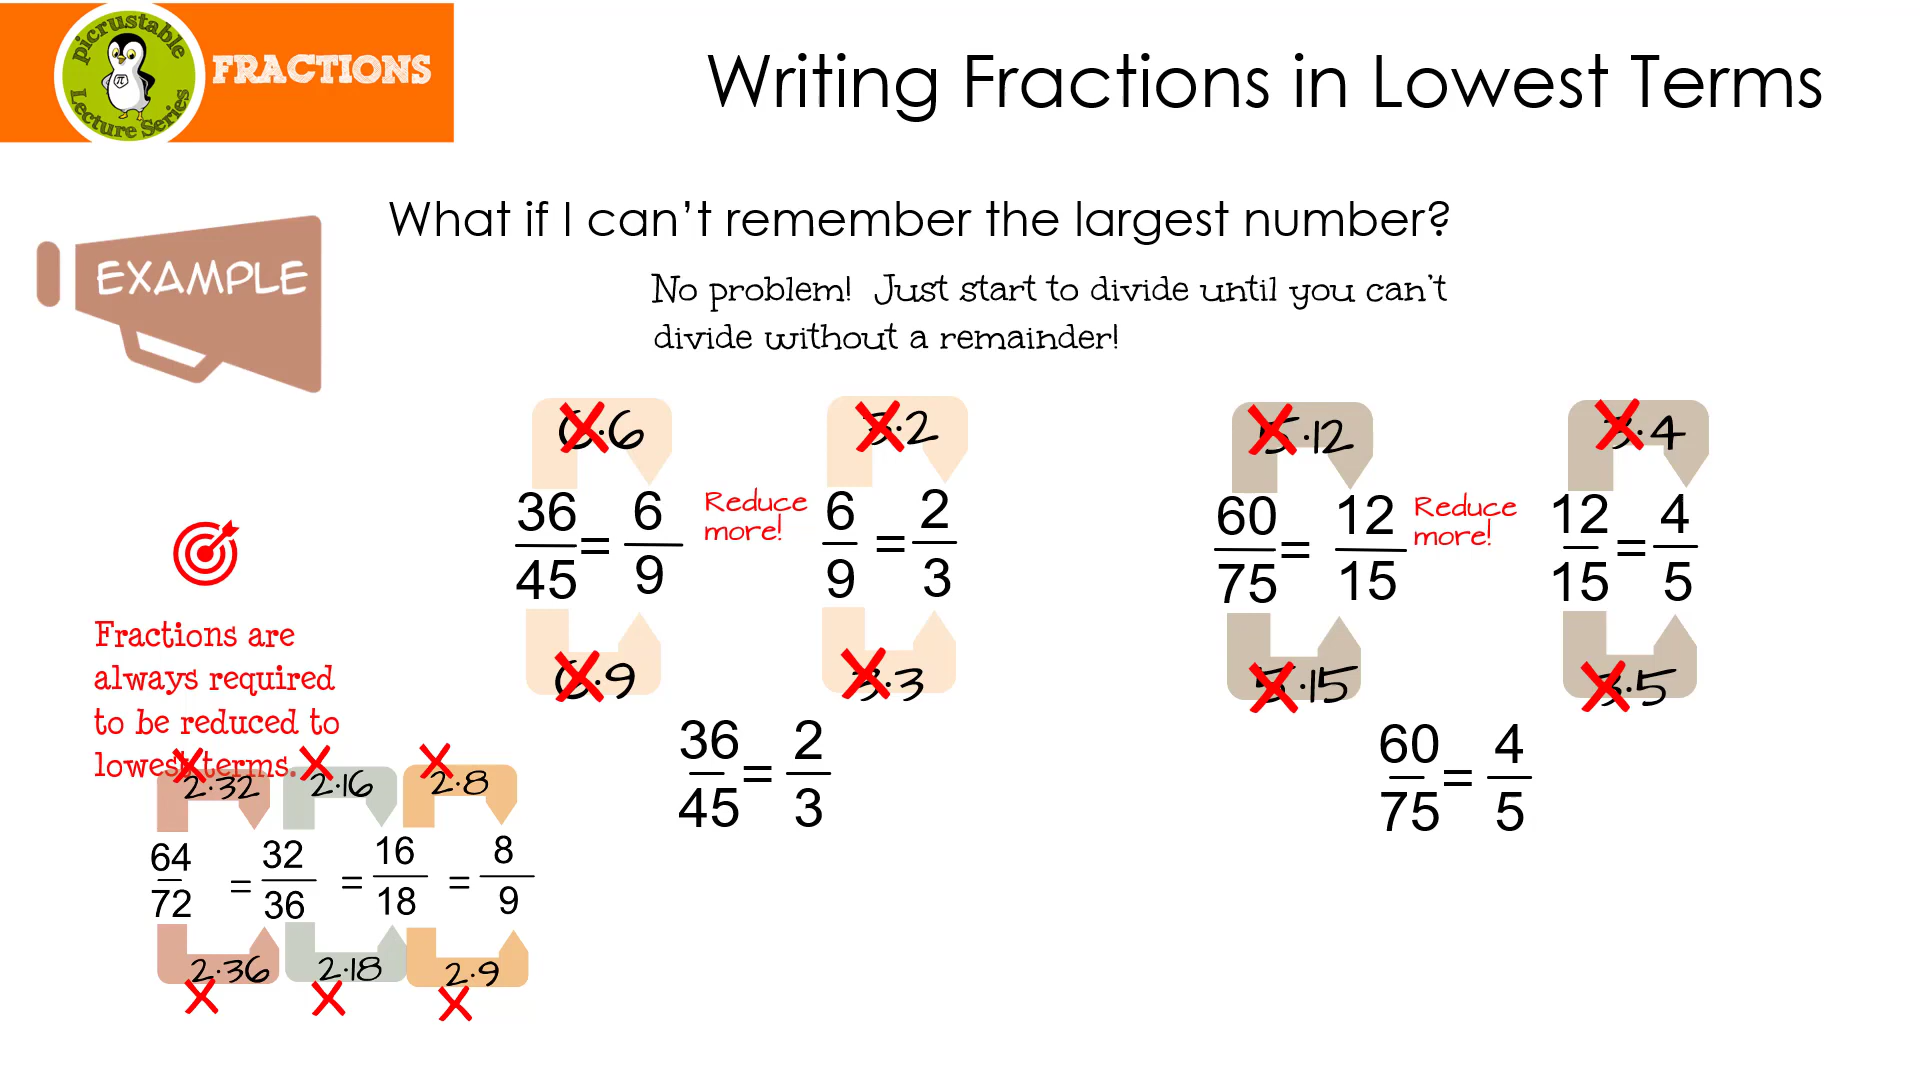 picrustable
Lecture Series
π
FRACTIONS
Writing Fractions in Lowest Terms
EXAMPLE
What if I can't remember the largest number?
No problem! Just start to divide until you can't
divide without a remainder!
6·6
36/45 = 6/9
6·9
Reduce
more!
3·2
6/9 = 2/3
3·3
36/45 = 2/3
5·12
60/75 = 12/15
5·15
Reduce
more!
3·4
12/15 = 4/5
3·5
60/75 = 4/5
Fractions are
always required
to be reduced to
lowest terms.
2·32 2·16 2·8
64/72 = 32/36 = 16/18 = 8/9
2·36 2·18 2·9